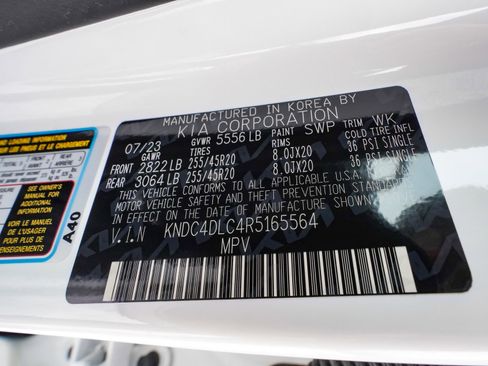 MANUFACTURED IN KOREA BY
KIA CORPORATION
07/23 GVWR 5556LB PAINT SWP TRIM WK
GAWR TIRES RIMS COLD TIRE INFL
FRONT 2822LB 255/45R20 8.0JX20 36 PSI SINGLE
REAR 3064LB 255/45R20 8.0JX20 36 PSI SINGLE
THIS VEHICLE CONFORMS TO ALL APPLICABLE U.S.A. FEDERAL
MOTOR VEHICLE SAFETY AND THEFT PREVENTION STANDARDS
IN EFFECT ON THE DATE OF MANUFACTURE SHOWN ABOVE.
V.I.N KNDC4DLC4R5165564
MPV
LOADING INFORMATION
SEE OWNER'S
MANUAL FOR
ADDITIONAL
INFORMATION
VOIR LE MANUEL
DE L'USAGER
POUR PLUS DE
RENSEIGNEMENTS
A40